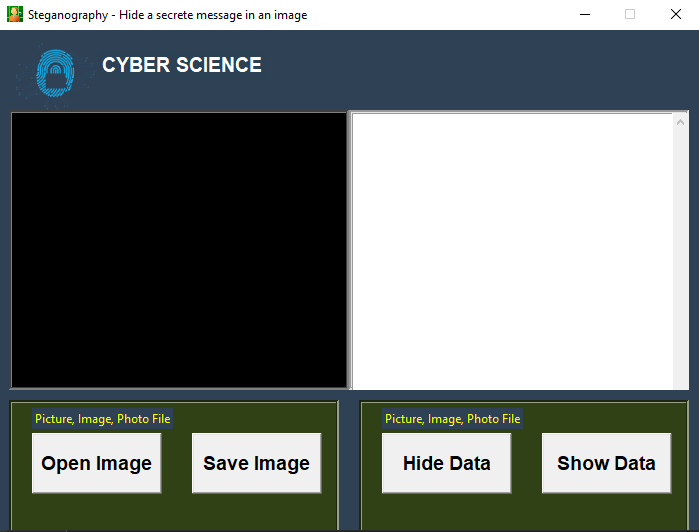 Steganography - Hide a secrete message in an image
CYBER SCIENCE
Picture, Image, Photo File
Open Image
Save Image
Picture, Image, Photo File
Hide Data
Show Data